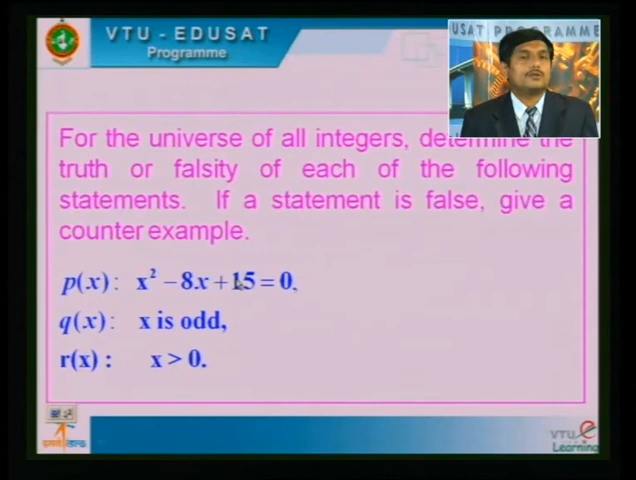 VTU - EDUSAT
Programme
USAT PROGRAMME
For the universe of all integers, determine the
truth or falsity of each of the following
statements. If a statement is false, give a
counter example.
p(x): x² − 8x + 15 = 0,
q(x): x is odd,
r(x) : x > 0.
VTU e
Learning